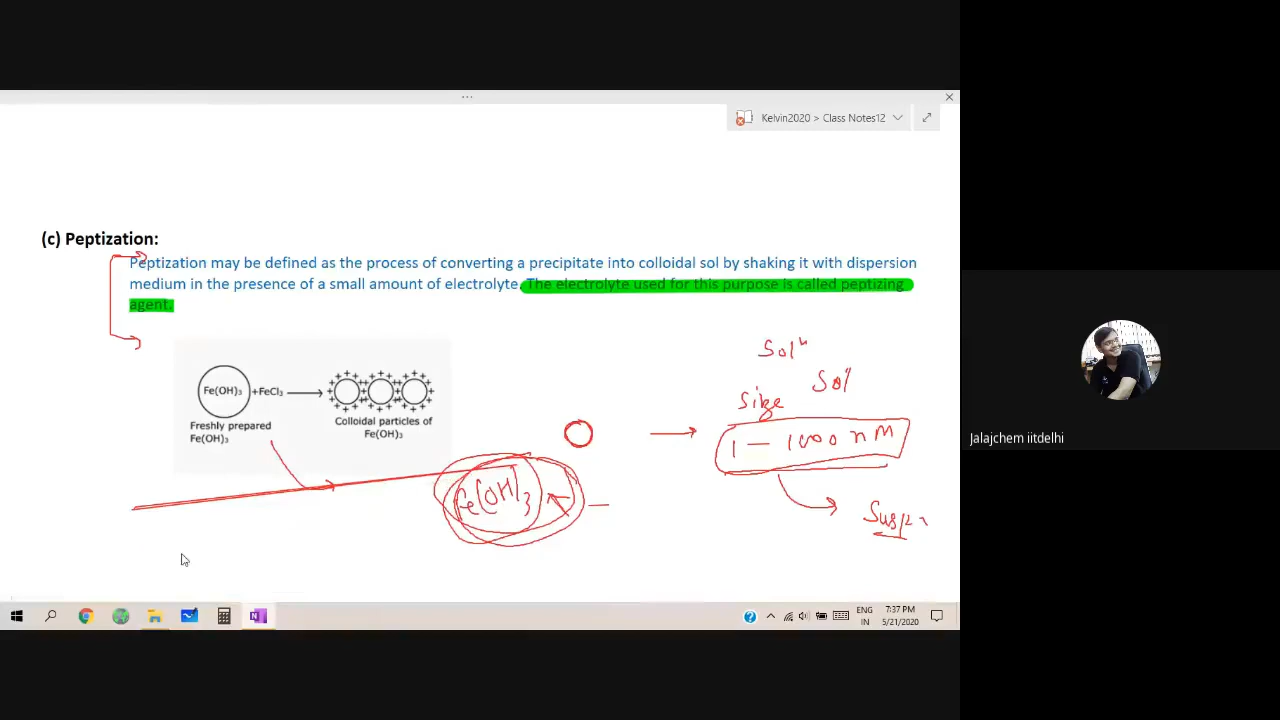 Kelvin2020 > Class Notes12
(c) Peptization:
Peptization may be defined as the process of converting a precipitate into colloidal sol by shaking it with dispersion
medium in the presence of a small amount of electrolyte. The electrolyte used for this purpose is called peptizing
agent.
Fe(OH)₃ +FeCl₃
Freshly prepared
Fe(OH)₃
Colloidal particles of
Fe(OH)₃
Solⁿ
Sol
Size
1 – 1000 nM
Fe(OH)3
Susp
Jalajchem iitdelhi
ENG
IN
7:37 PM
5/21/2020